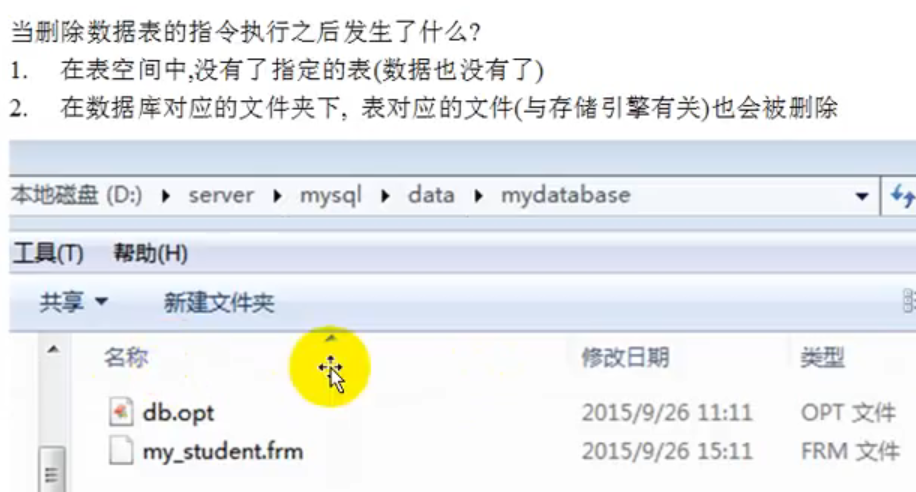 当删除数据表的指令执行之后发生了什么?
1. 在表空间中,没有了指定的表(数据也没有了)
2. 在数据库对应的文件夹下, 表对应的文件(与存储引擎有关)也会被删除
本地磁盘 (D:) ▸ server ▸ mysql ▸ data ▸ mydatabase
工具(T) 帮助(H)
共享 新建文件夹
名称 修改日期 类型
db.opt 2015/9/26 11:11 OPT 文件
my_student.frm 2015/9/26 15:11 FRM 文件